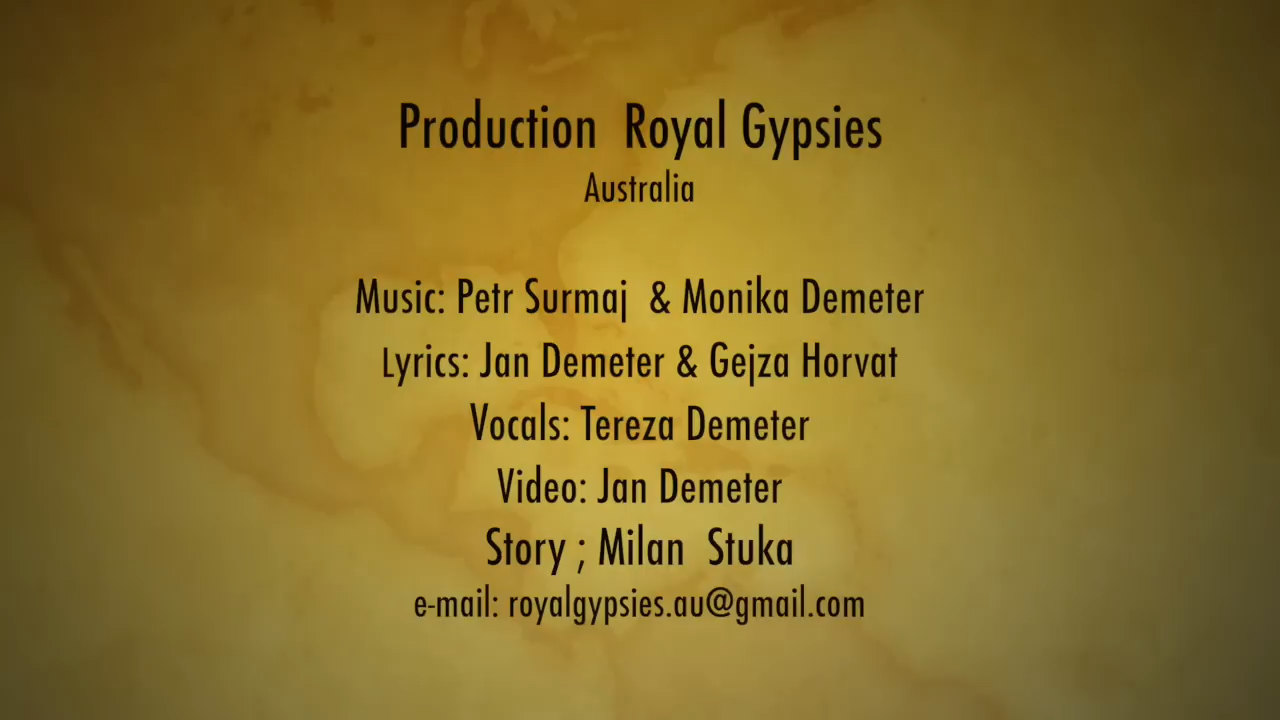 Production Royal Gypsies
Australia
Music: Petr Surmaj & Monika Demeter
Lyrics: Jan Demeter & Gejza Horvat
Vocals: Tereza Demeter
Video: Jan Demeter
Story ; Milan Stuka
e-mail: royalgypsies.au@gmail.com